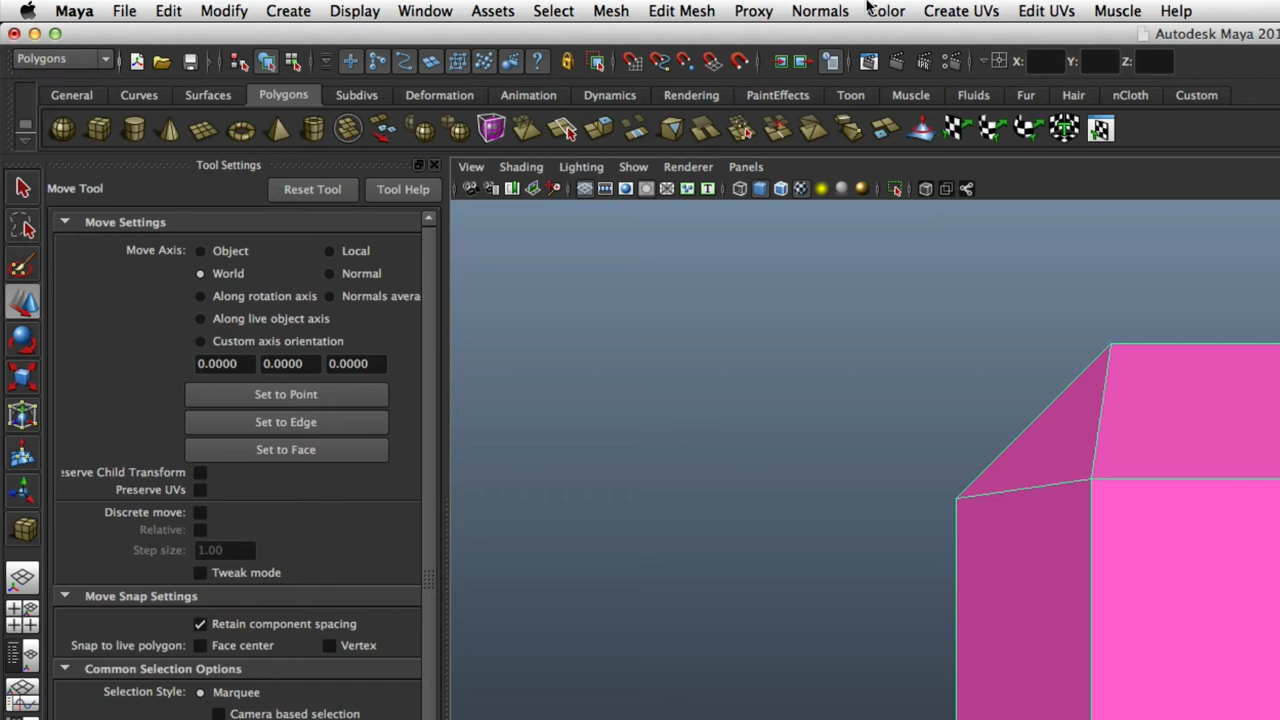 Maya File Edit Modify Create Display Window Assets Select Mesh Edit Mesh Proxy Normals Color Create UVs Edit UVs Muscle Help
Autodesk Maya 201
Polygons X: Y: Z:
General Curves Surfaces Polygons Subdivs Deformation Animation Dynamics Rendering PaintEffects Toon Muscle Fluids Fur Hair nCloth Custom
Tool Settings
View Shading Lighting Show Renderer Panels
Move Tool Reset Tool Tool Help
Move Settings
Move Axis: Object Local
World Normal
Along rotation axis Normals avera
Along live object axis
Custom axis orientation
0.0000 0.0000 0.0000
Set to Point
Set to Edge
Set to Face
eserve Child Transform
Preserve UVs
Discrete move:
Relative:
Step size: 1.00
Tweak mode
Move Snap Settings
Retain component spacing
Snap to live polygon: Face center Vertex
Common Selection Options
Selection Style: Marquee
Camera based selection